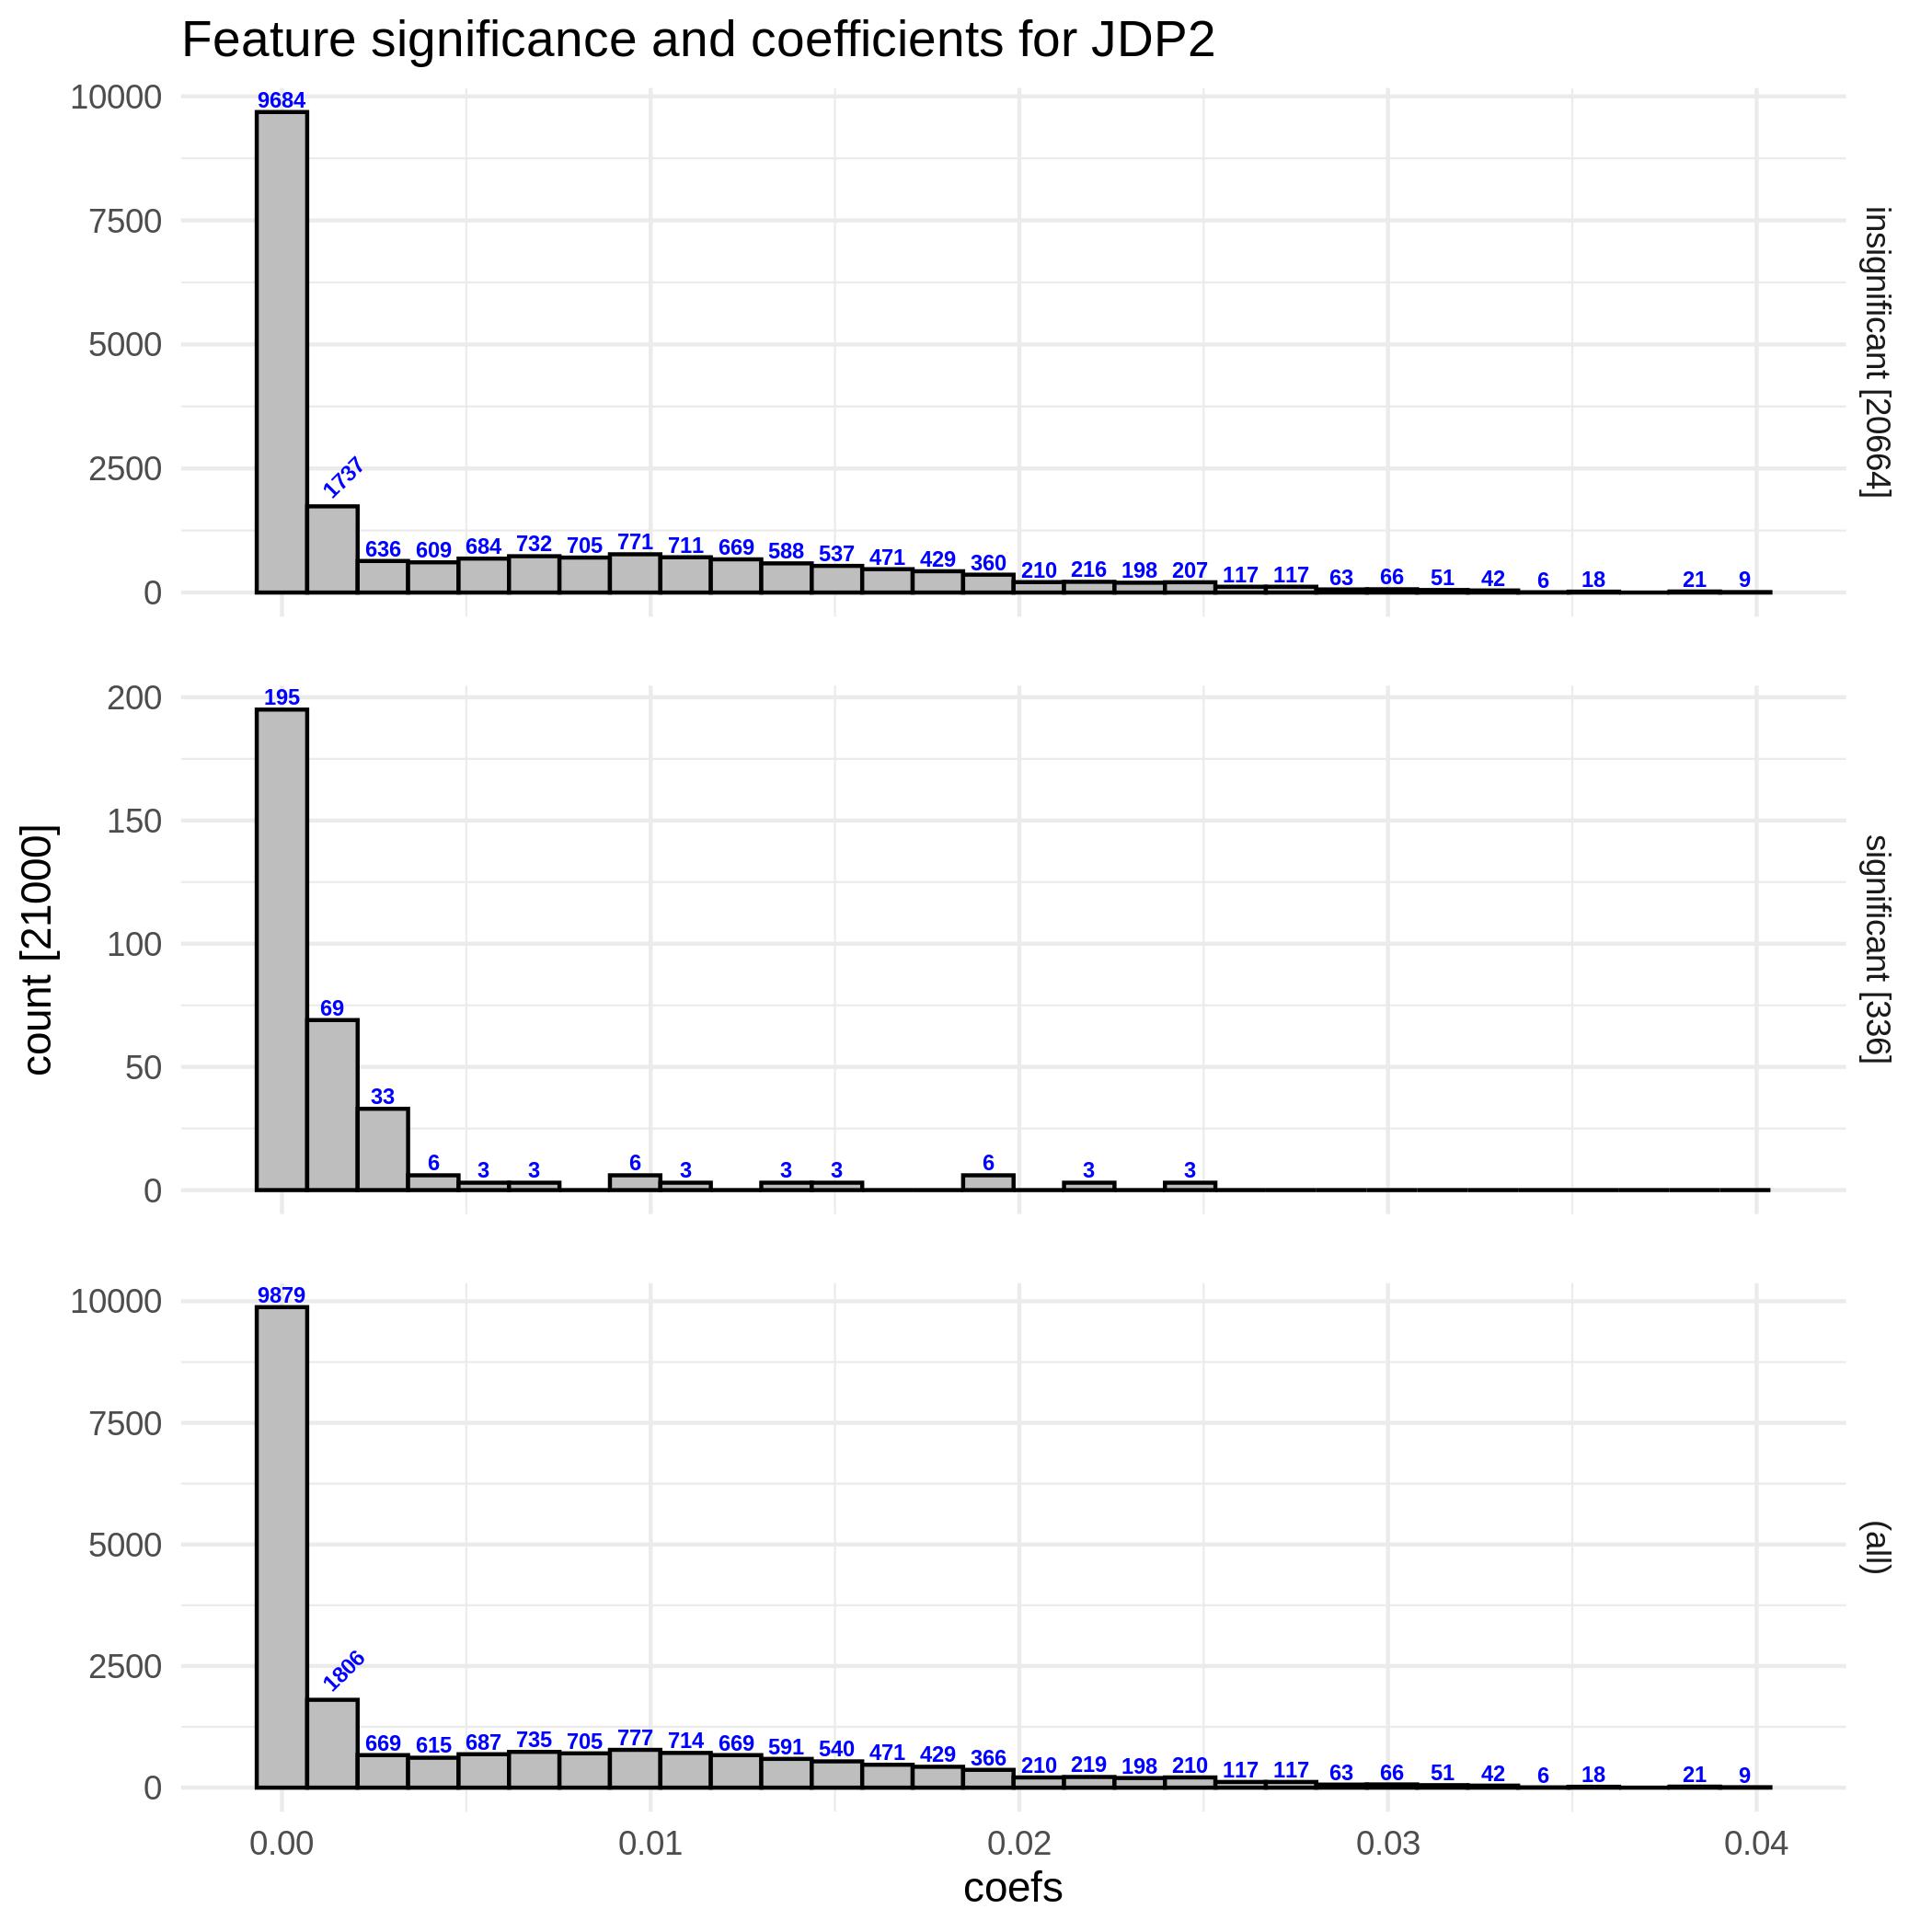 Feature significance and coefficients for JDP2
10000
7500
5000
2500
0
9684
1737
636 609 684 732 705 771 711 669 588 537 471 429 360 210 216 198 207 117 117 63 66 51 42 6 18 21 9
insignificant [20664]
count [21000]
200
150
100
50
0
195
69
33
6 3 3 6 3 3 3 6 3 3
significant [336]
10000
7500
5000
2500
0
9879
1806
669 615 687 735 705 777 714 669 591 540 471 429 366 210 219 198 210 117 117 63 66 51 42 6 18 21 9
(all)
0.00 0.01 0.02 0.03 0.04
coefs